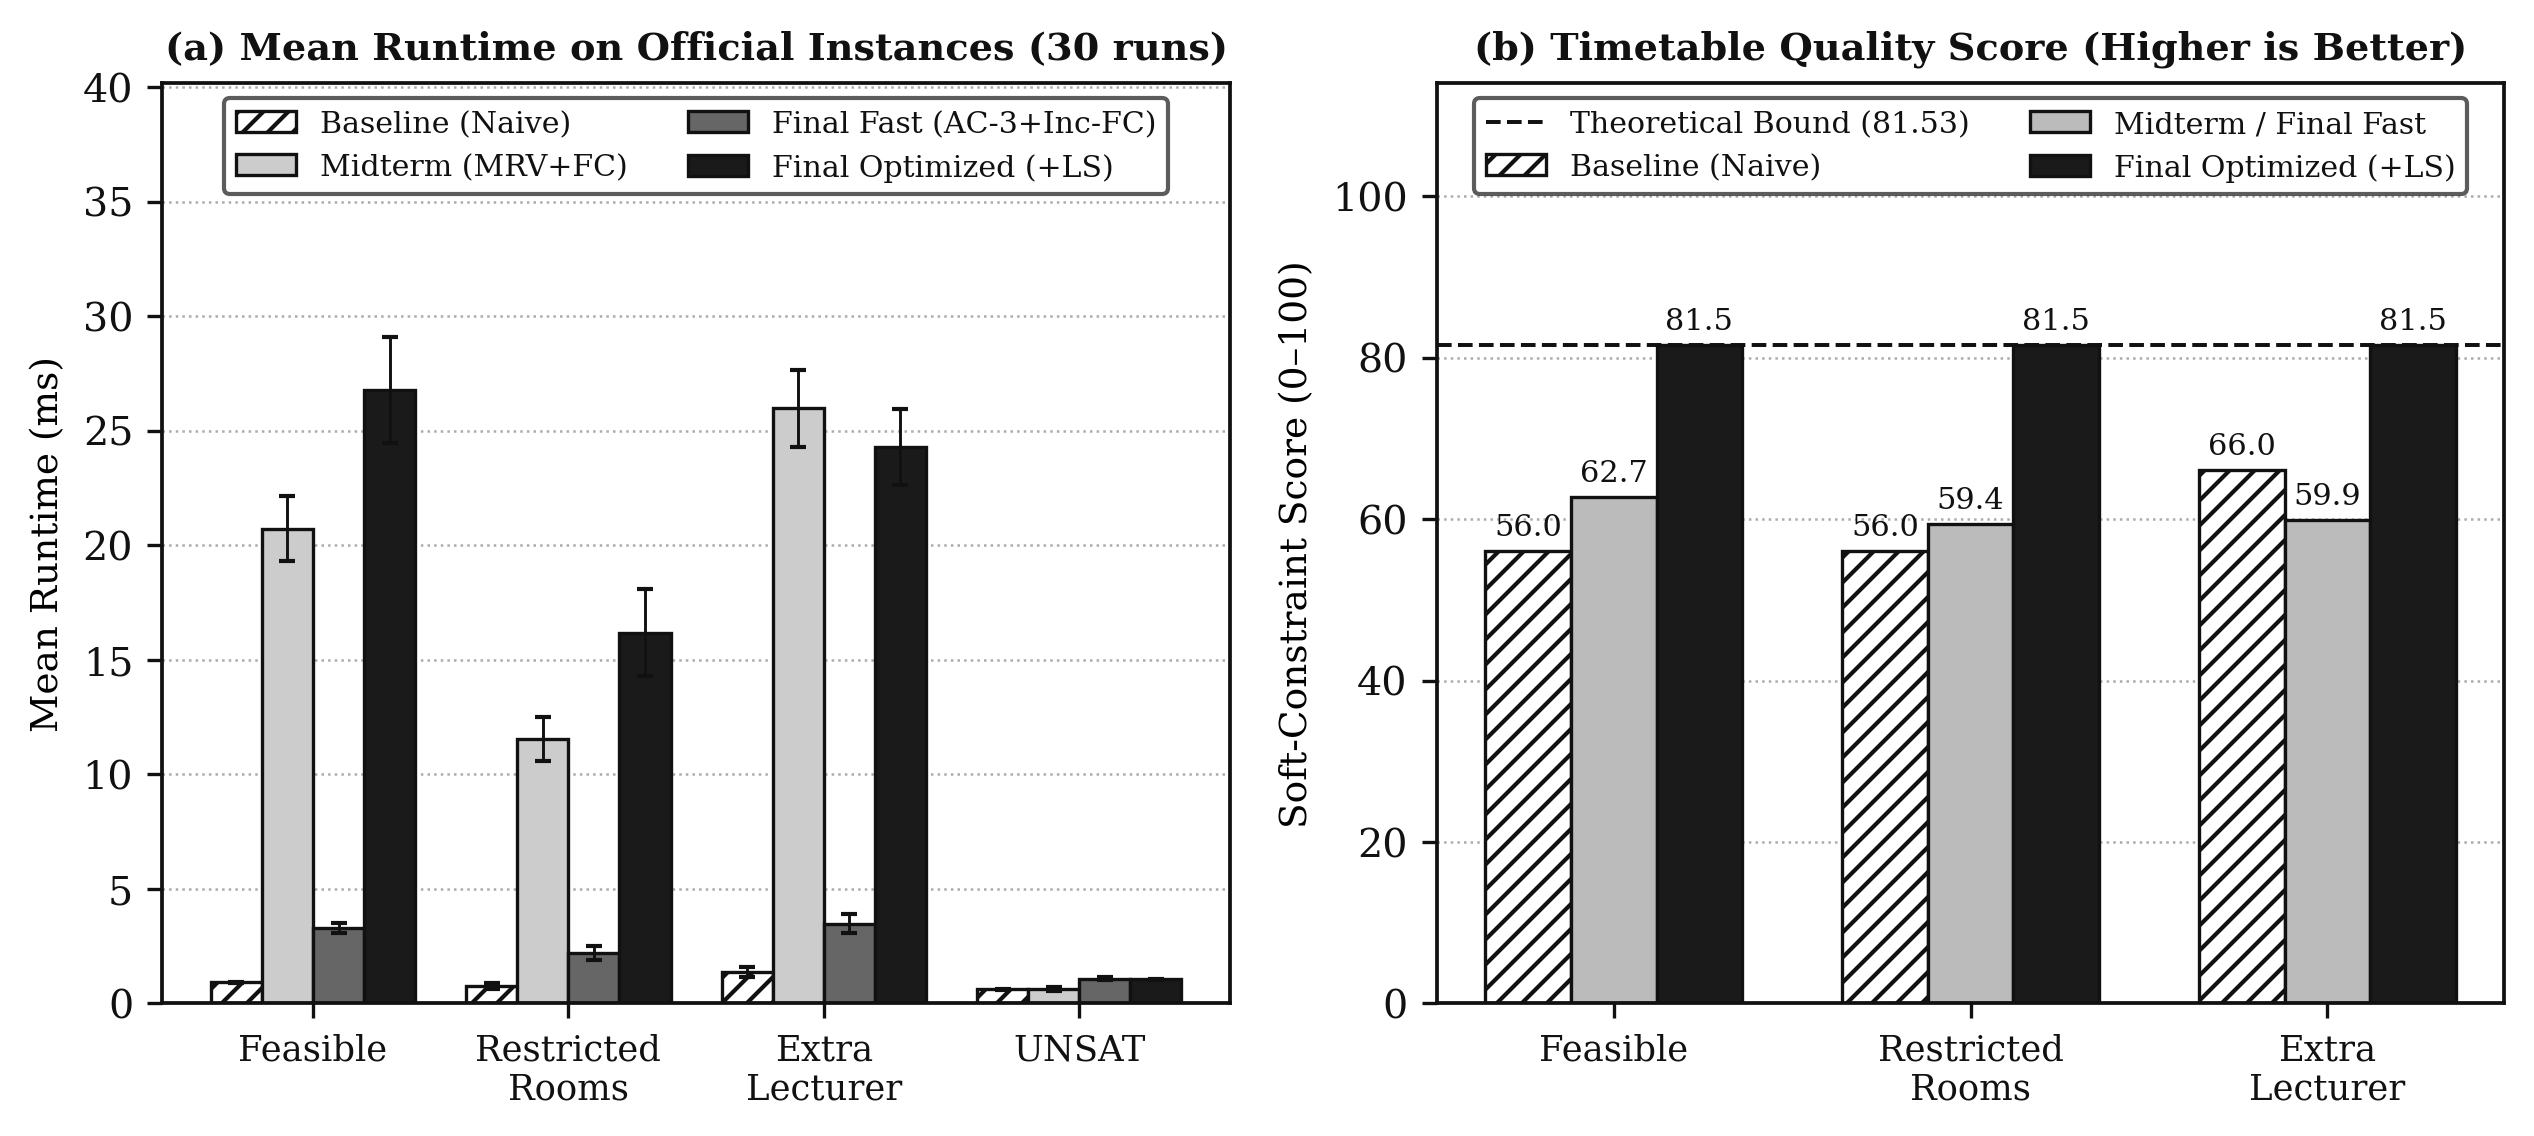 (a) Mean Runtime on Official Instances (30 runs)
Mean Runtime (ms)
40
35
30
25
20
15
10
5
0
Baseline (Naive)
Midterm (MRV+FC)
Final Fast (AC-3+Inc-FC)
Final Optimized (+LS)
Feasible
Restricted
Rooms
Extra
Lecturer
UNSAT
(b) Timetable Quality Score (Higher is Better)
Soft-Constraint Score (0–100)
100
80
60
40
20
0
Theoretical Bound (81.53)
Baseline (Naive)
Midterm / Final Fast
Final Optimized (+LS)
56.0
62.7
81.5
56.0
59.4
81.5
66.0
59.9
81.5
Feasible
Restricted
Rooms
Extra
Lecturer